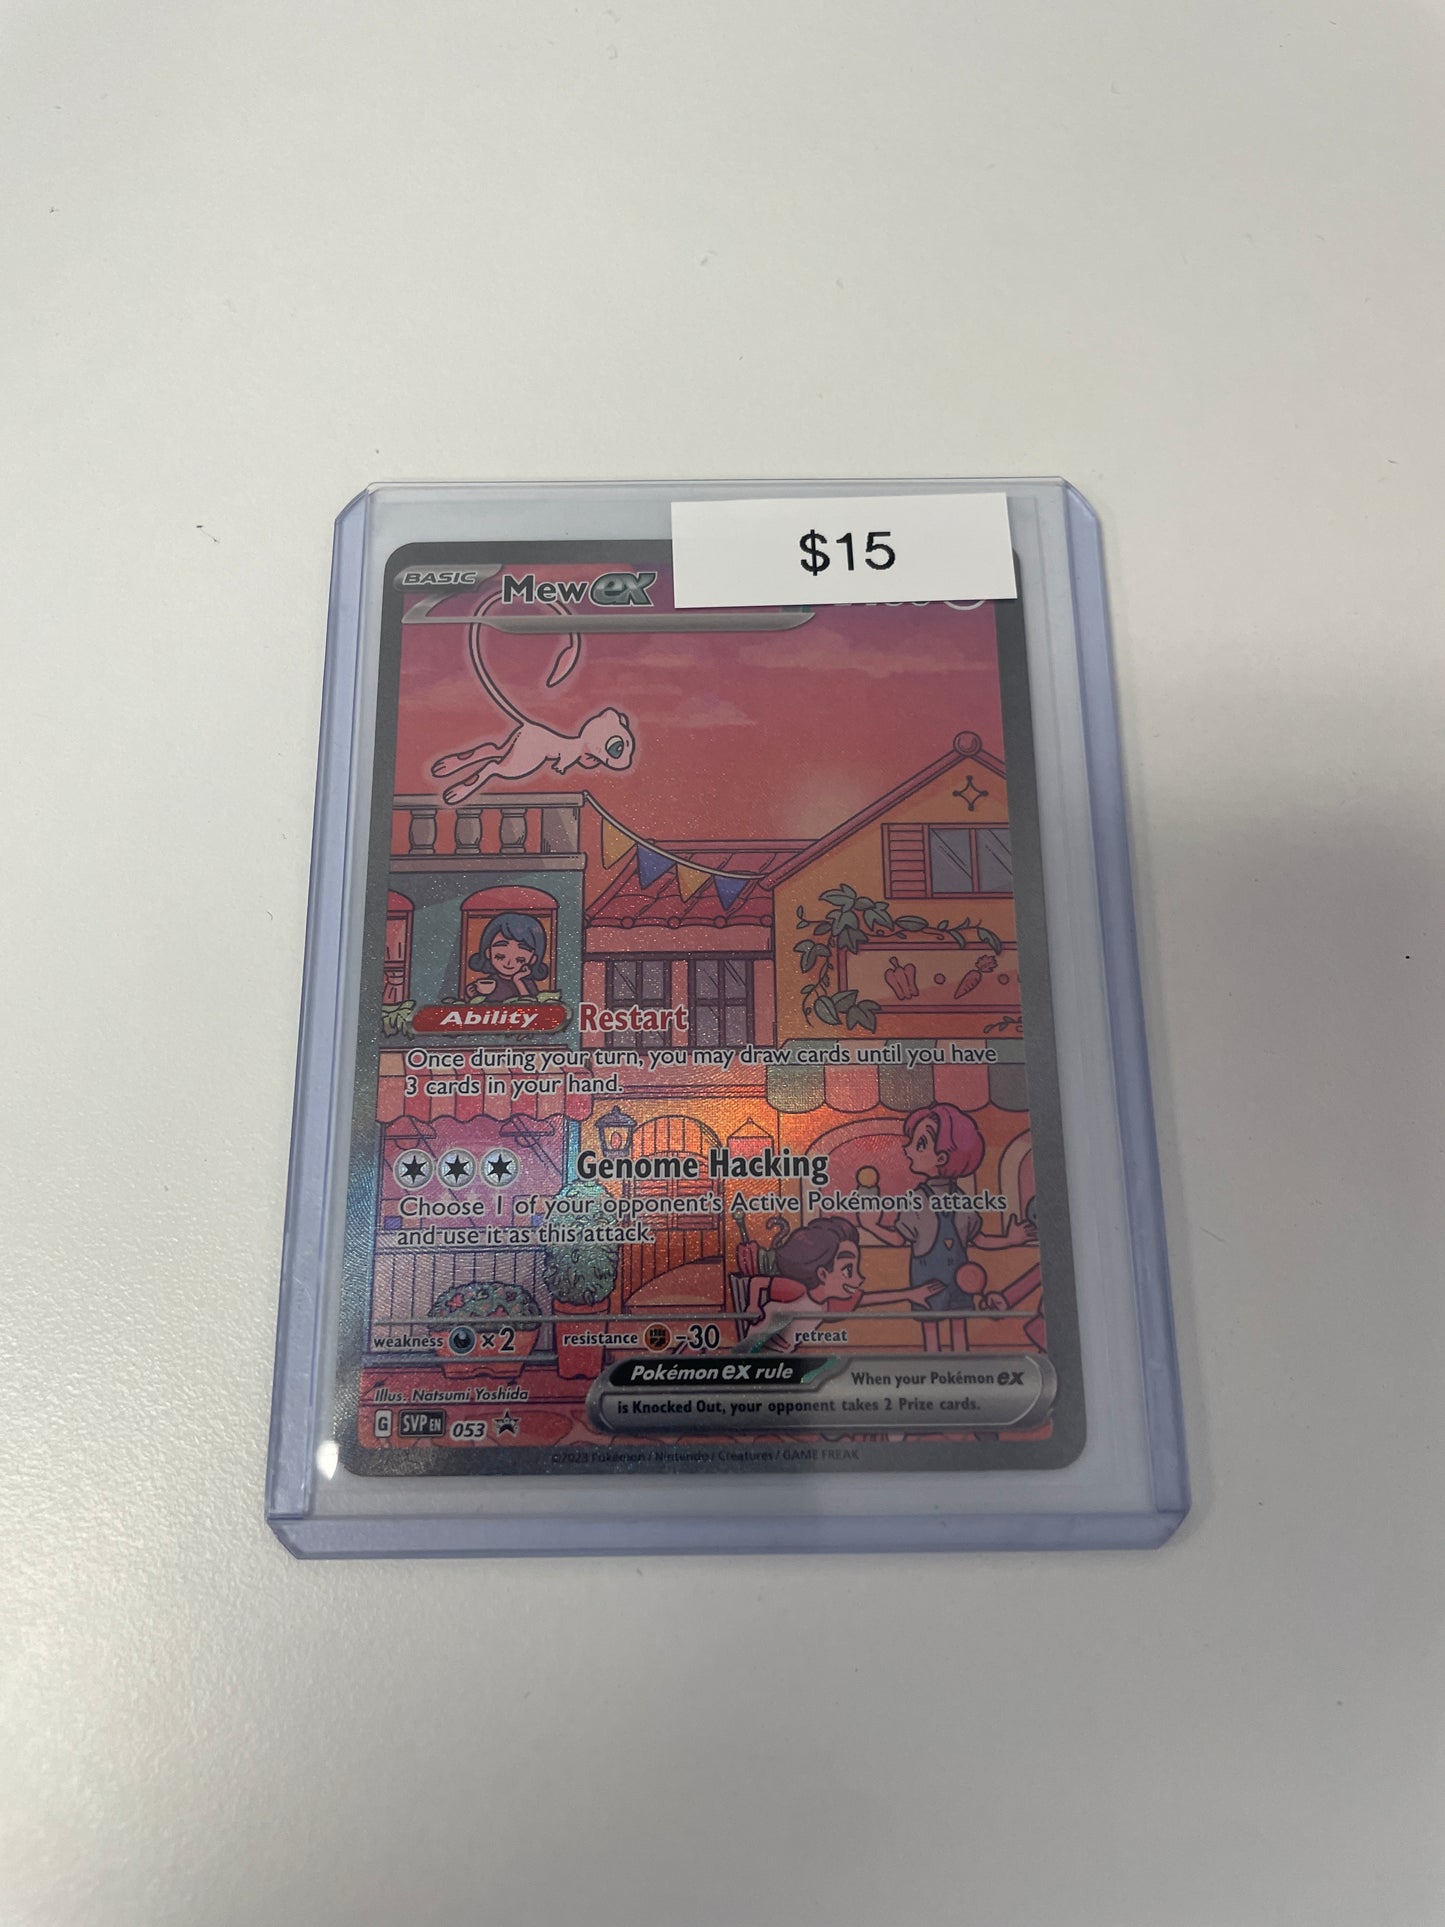 $15
BASIC Mew ex
Ability Restart
Once during your turn, you may draw cards until you have
3 cards in your hand.
Genome Hacking
Choose 1 of your opponent's Active Pokémon's attacks
and use it as this attack.
weakness ×2 resistance -30 retreat
Pokémon ex rule When your Pokémon ex
is Knocked Out, your opponent takes 2 Prize cards.
Illus. Natsumi Yoshida
G SVP EN 053
©2023 Pokémon / Nintendo / Creatures / GAME FREAK